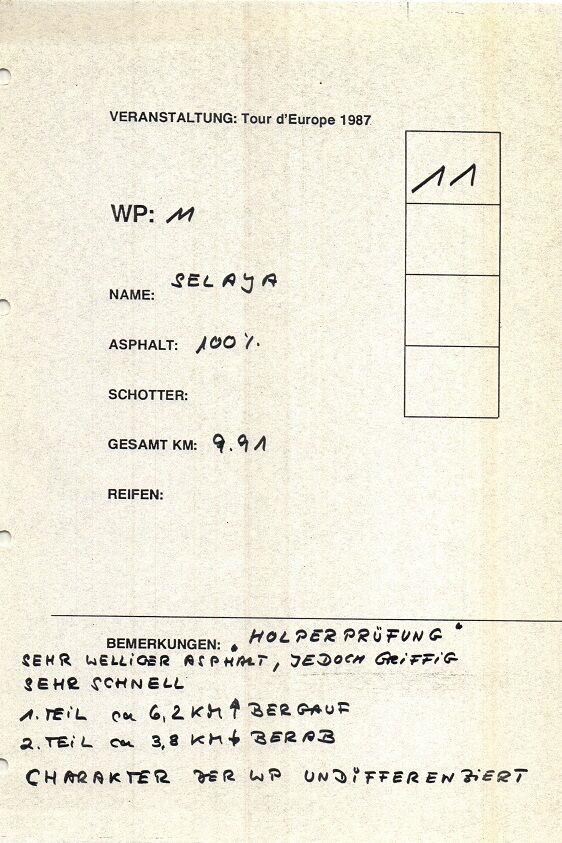 VERANSTALTUNG: Tour d'Europe 1987
11
WP: 11
NAME: SELAYA
ASPHALT: 100%
SCHOTTER:
GESAMT KM: 9.91
REIFEN:
BEMERKUNGEN: "HOLPERPRÜFUNG"
SEHR WELLIGER ASPHALT, JEDOCH GRIFFIG
SEHR SCHNELL
1. TEIL ca 6,2 KM ↑ BERGAUF
2. TEIL ca 3,8 KM ↓ BERAB
CHARAKTER DER WP UNDIFFERENZIERT